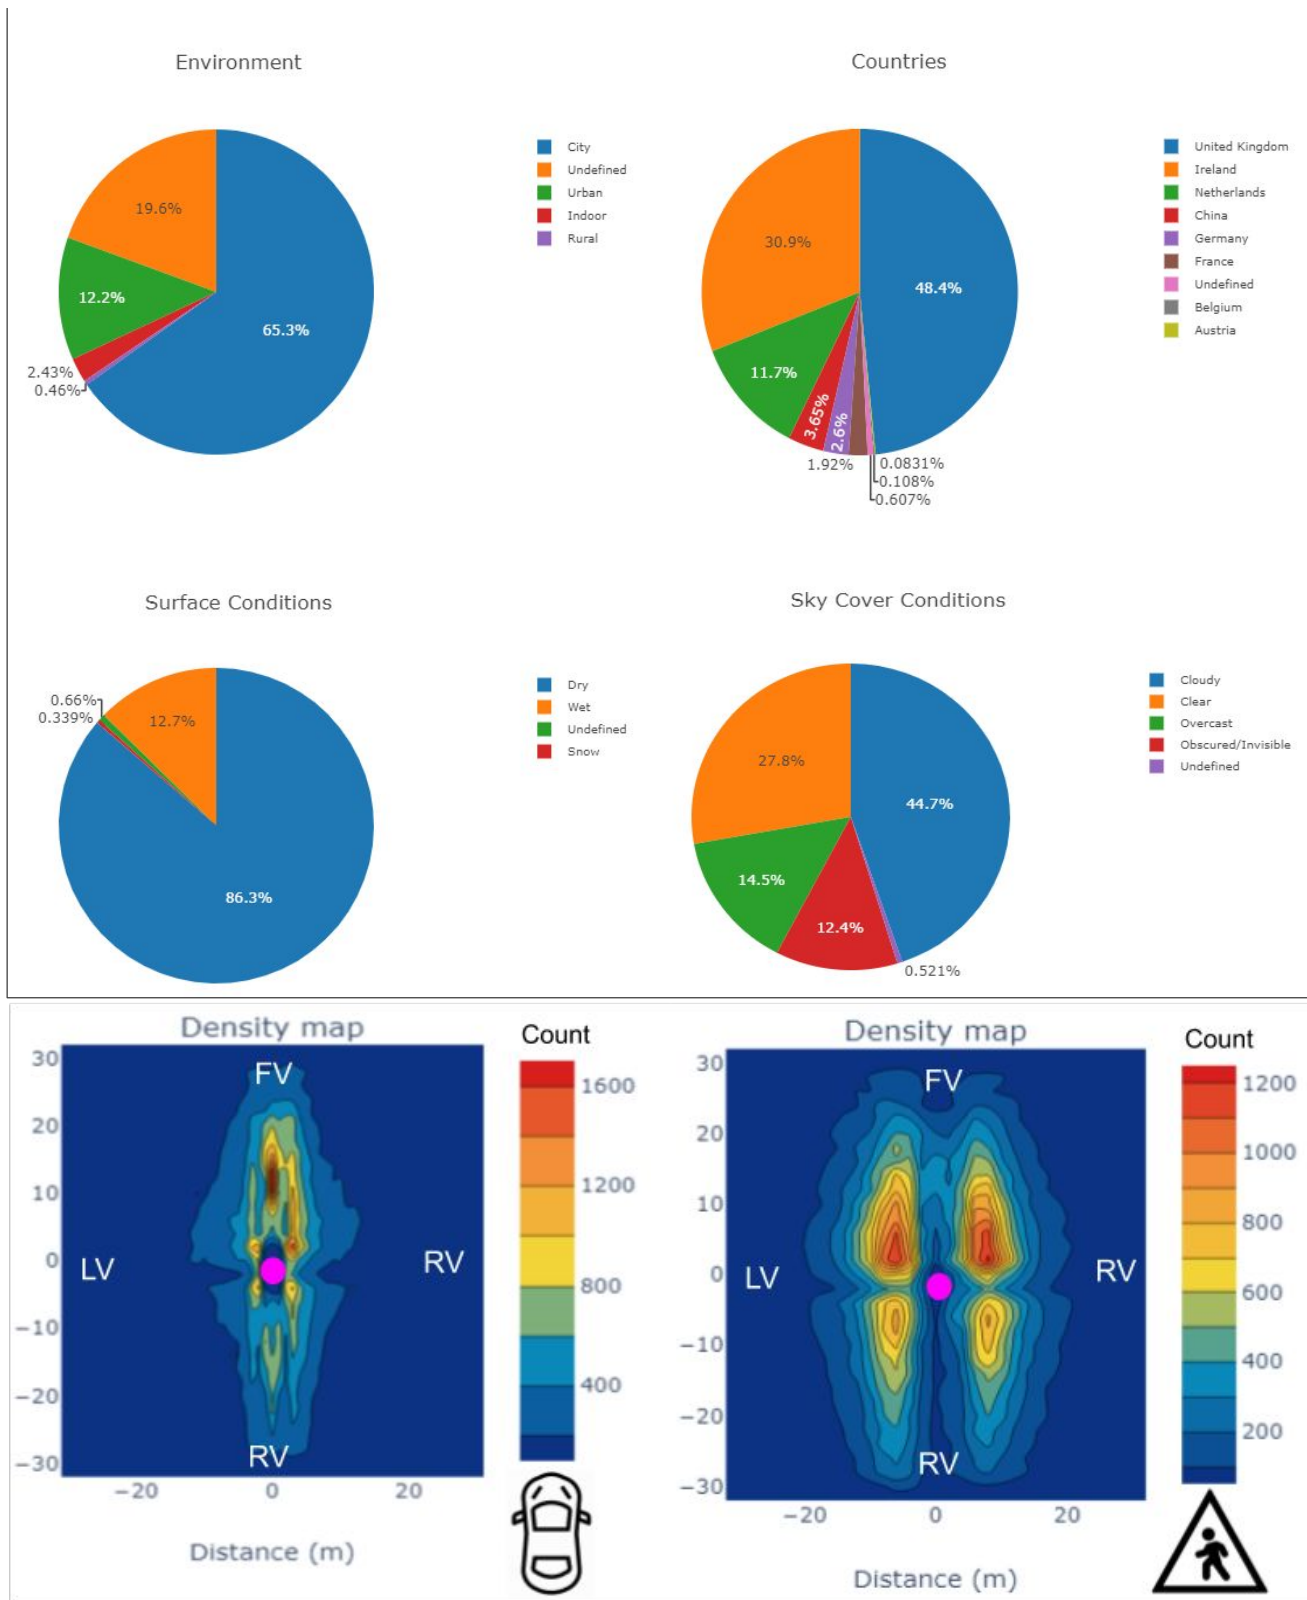 Environment
City
Undefined
Urban
Indoor
Rural
19.6%
12.2%
65.3%
2.43%
0.46%
Countries
United Kingdom
Ireland
Netherlands
China
Germany
France
Undefined
Belgium
Austria
30.9%
48.4%
11.7%
3.65%
2.6%
1.92%
0.0831%
0.108%
0.607%
Surface Conditions
Dry
Wet
Undefined
Snow
0.66%
0.339%
12.7%
86.3%
Sky Cover Conditions
Cloudy
Clear
Overcast
Obscured/Invisible
Undefined
27.8%
44.7%
14.5%
12.4%
0.521%
Density map
Count
30
20
10
0
−10
−20
−30
FV
LV
RV
RV
−20
0
20
Distance (m)
1600
1200
800
400
Density map
Count
30
20
10
0
−10
−20
−30
FV
LV
RV
RV
−20
0
20
Distance (m)
1200
1000
800
600
400
200